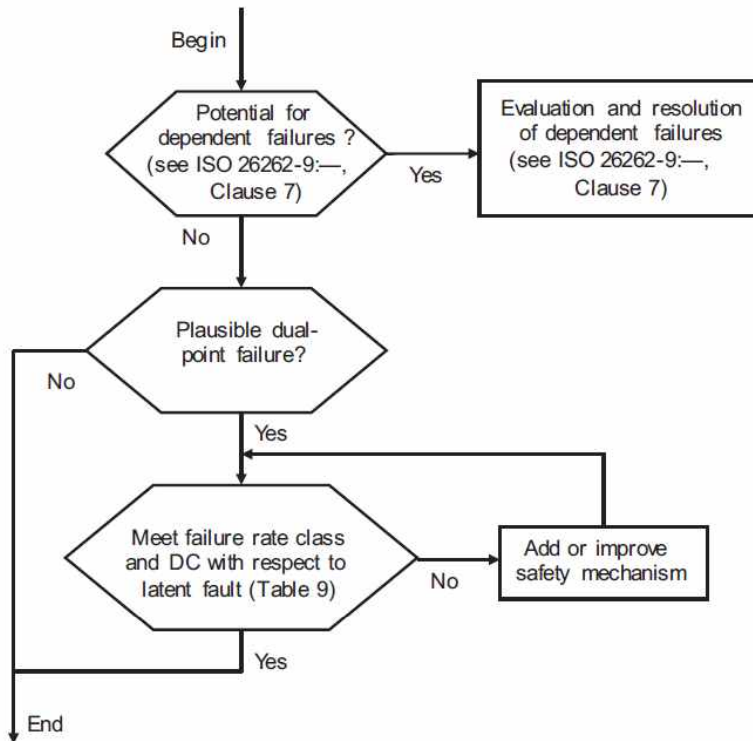 Begin
Potential for
dependent failures ?
(see ISO 26262-9:—,
Clause 7)
Yes
Evaluation and resolution
of dependent failures
(see ISO 26262-9:—,
Clause 7)
No
Plausible dual-
point failure?
No
Yes
Meet failure rate class
and DC with respect to
latent fault (Table 9)
No
Add or improve
safety mechanism
Yes
End